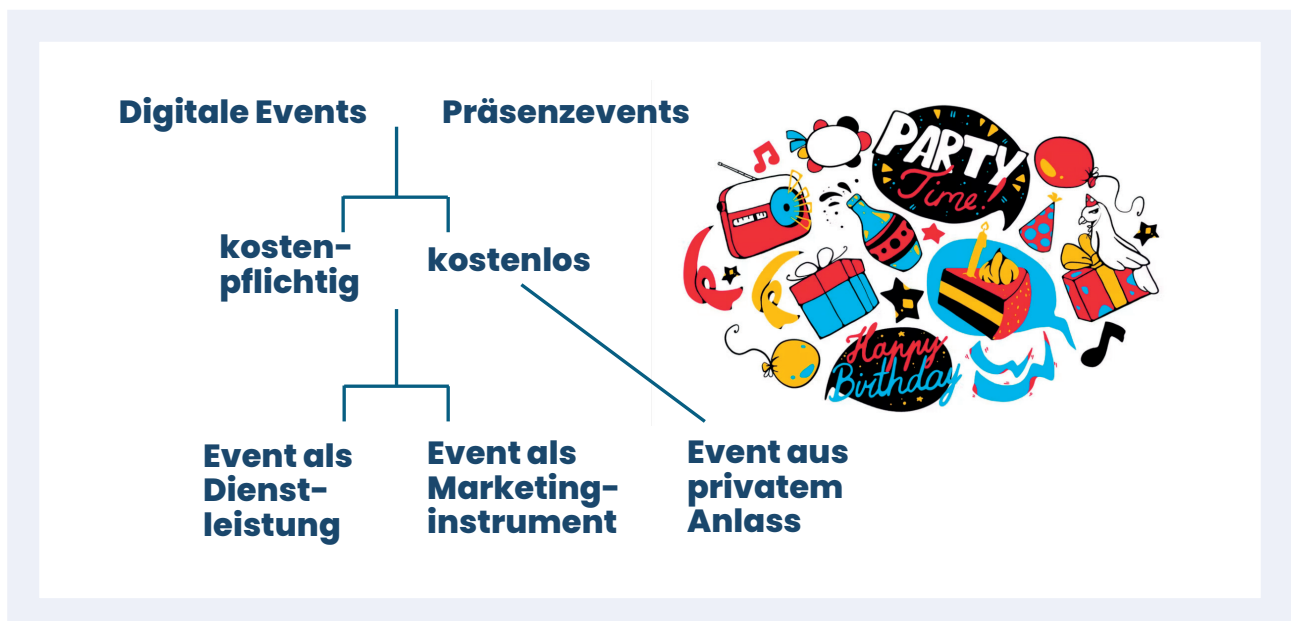 Digitale Events
Präsenzevents
PARTY
Time!
kosten-
pflichtig
kostenlos
Happy
Birthday
Event als
Dienst-
leistung
Event als
Marketing-
instrument
Event aus
privatem
Anlass